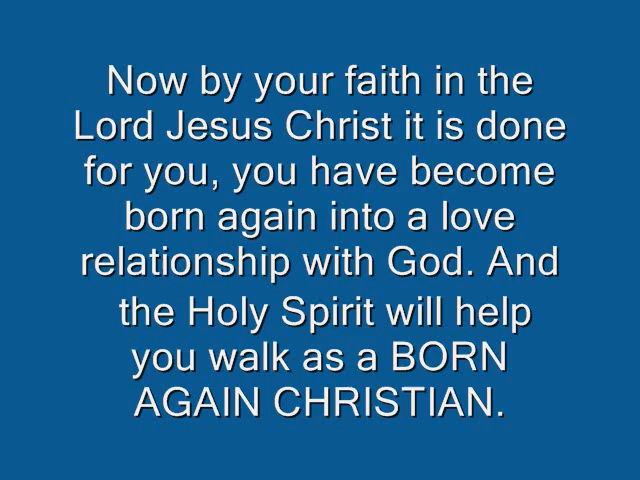 Now by your faith in the
Lord Jesus Christ it is done
for you, you have become
born again into a love
relationship with God. And
the Holy Spirit will help
you walk as a BORN
AGAIN CHRISTIAN.